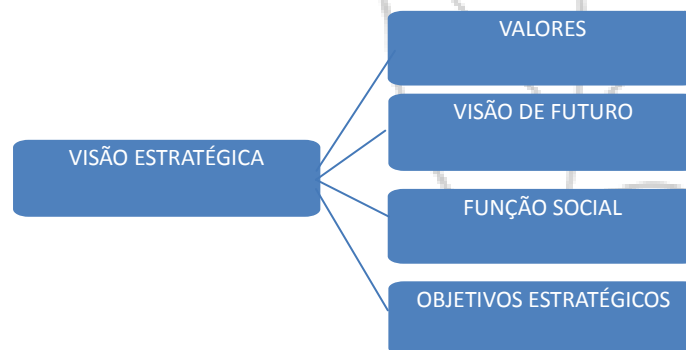 VALORES
VISÃO DE FUTURO
VISÃO ESTRATÉGICA
FUNÇÃO SOCIAL
OBJETIVOS ESTRATÉGICOS